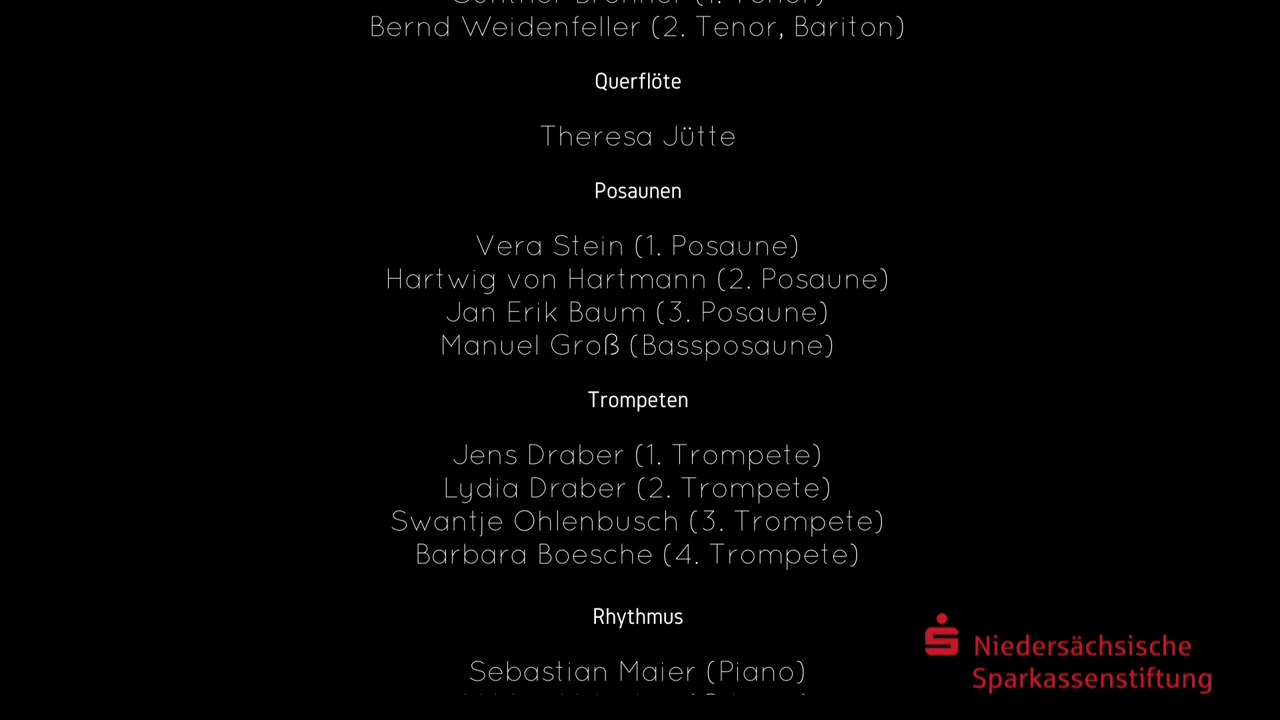 Bernd Weidenfeller (2. Tenor, Bariton)
Querflöte
Theresa Jütte
Posaunen
Vera Stein (1. Posaune)
Hartwig von Hartmann (2. Posaune)
Jan Erik Baum (3. Posaune)
Manuel Groß (Bassposaune)
Trompeten
Jens Draber (1. Trompete)
Lydia Draber (2. Trompete)
Swantje Ohlenbusch (3. Trompete)
Barbara Boesche (4. Trompete)
Rhythmus
Sebastian Maier (Piano)
Niedersächsische
Sparkassenstiftung